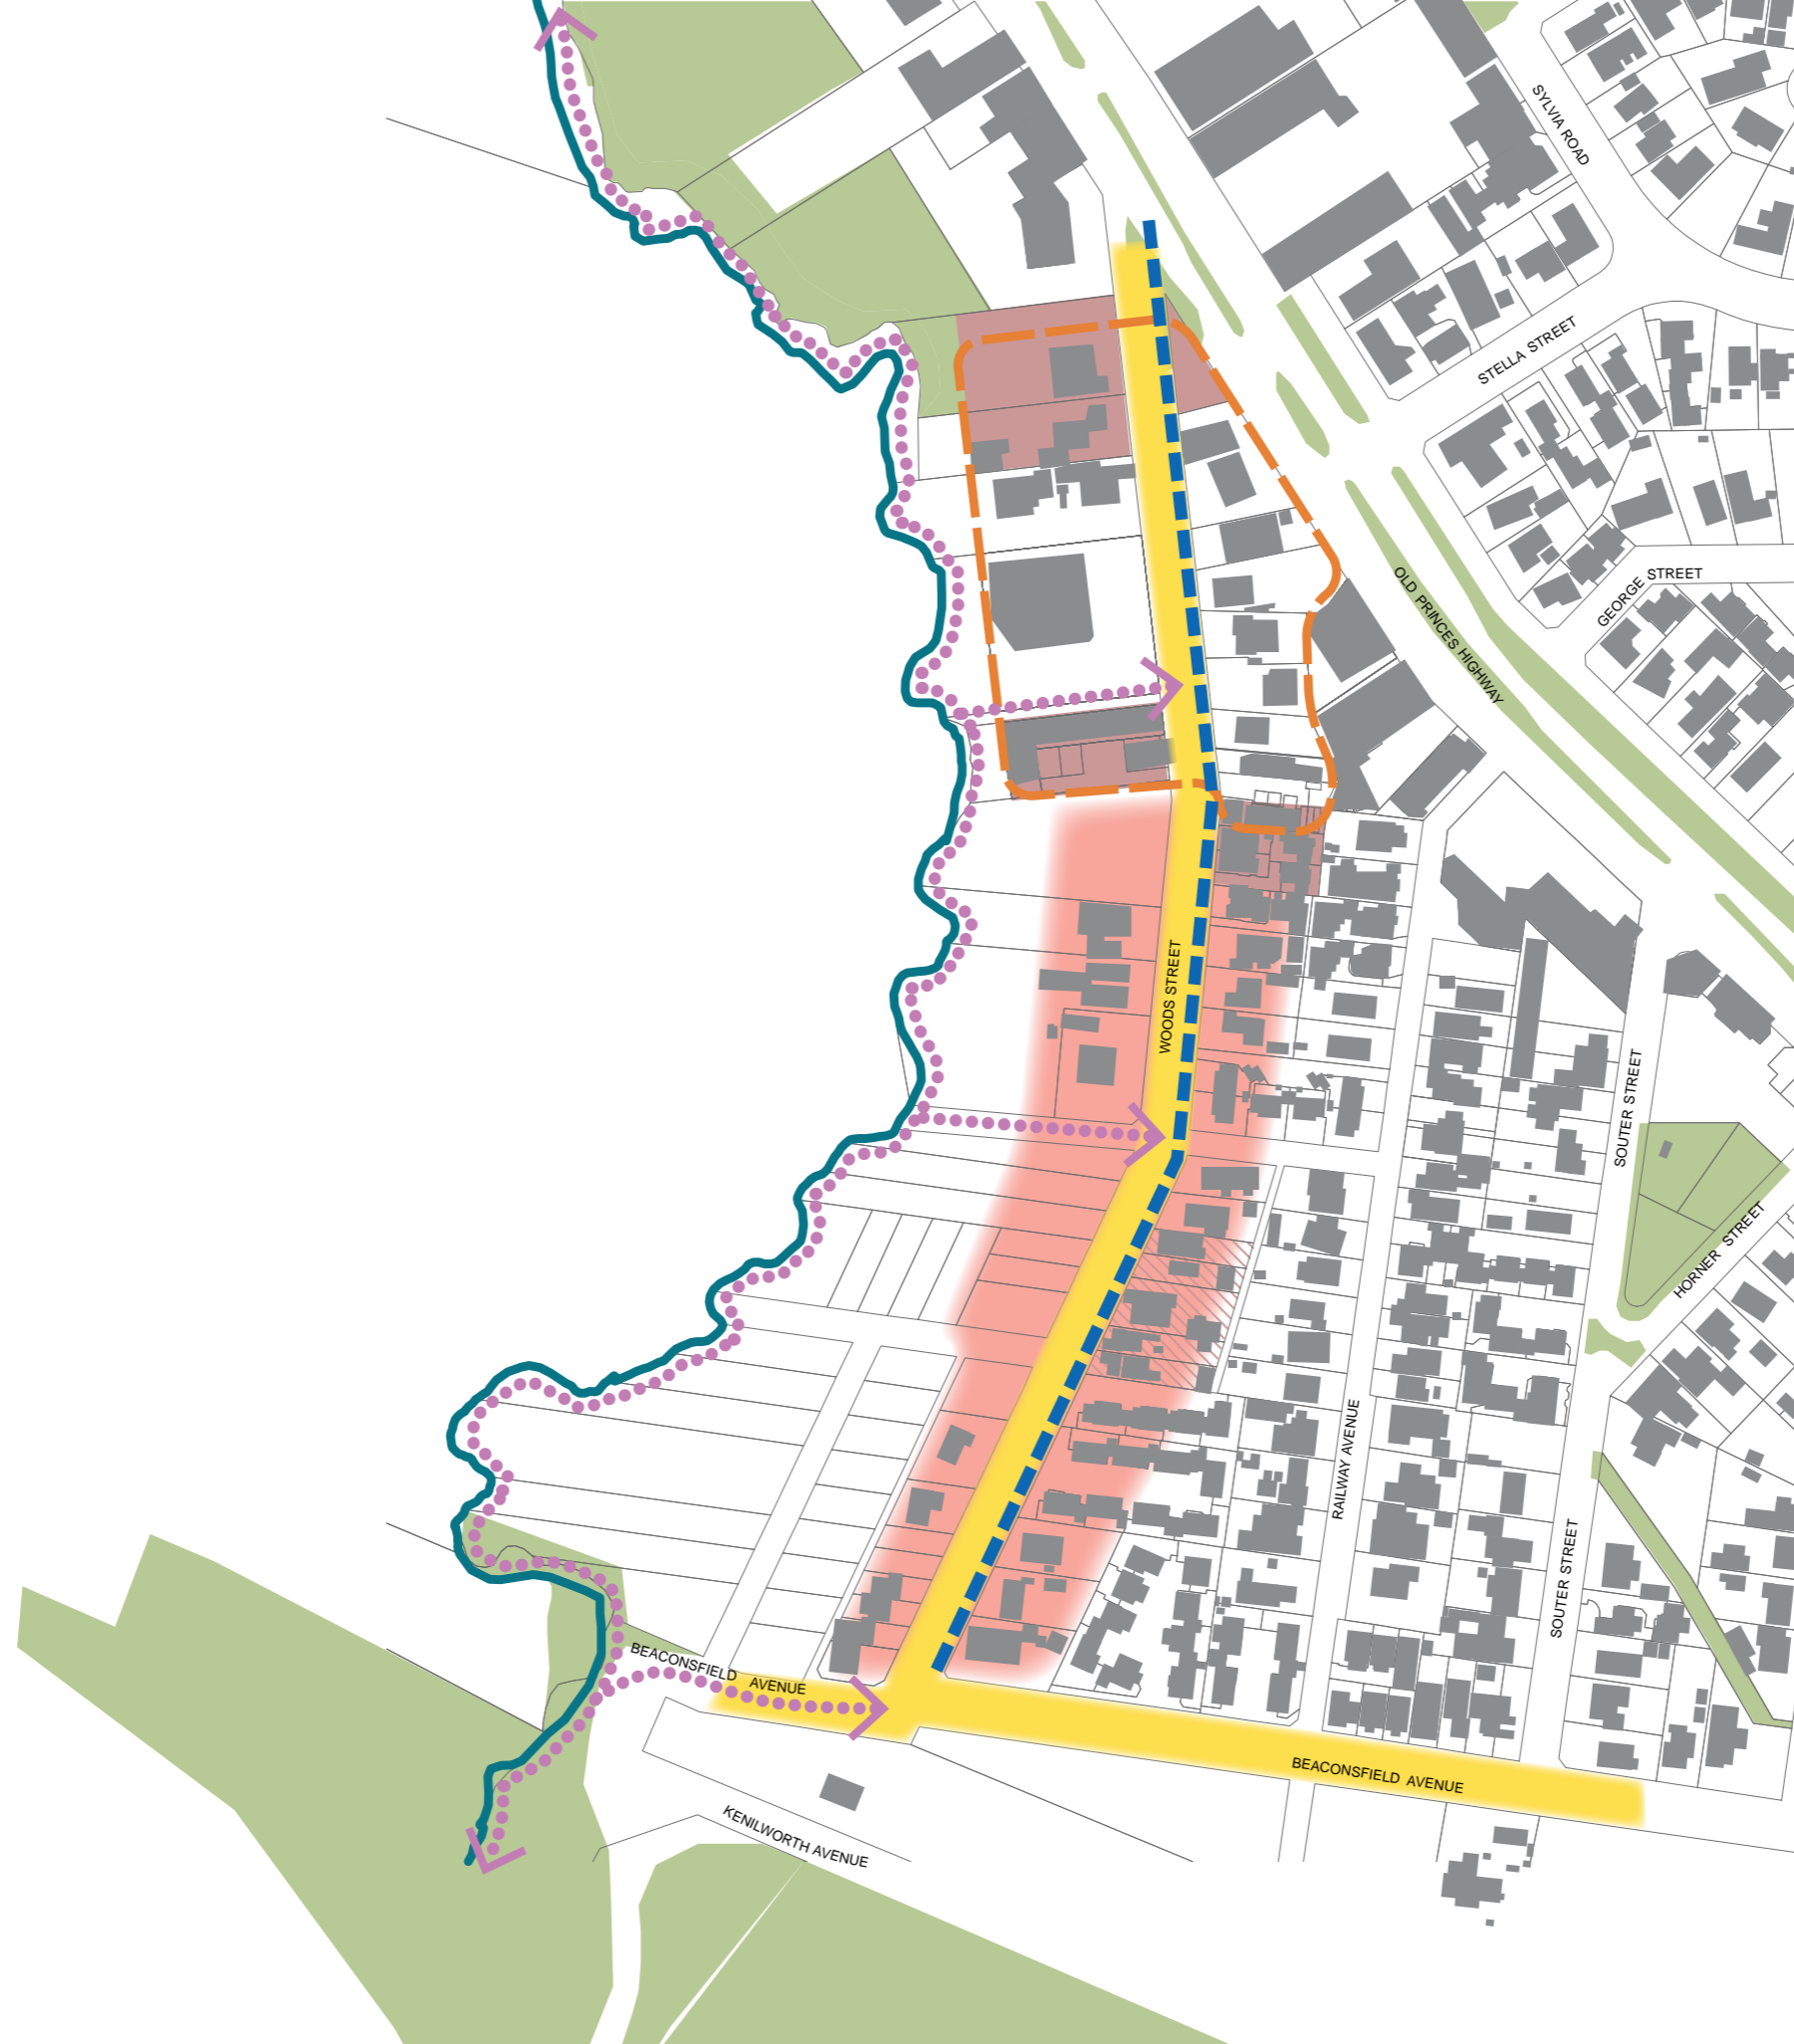 SYLVIA ROAD
STELLA STREET
GEORGE STREET
OLD PRINCES HIGHWAY
WOODS STREET
SOUTER STREET
HORNER STREET
RAILWAY AVENUE
SOUTER STREET
BEACONSFIELD AVENUE
BEACONSFIELD AVENUE
KENILWORTH AVENUE